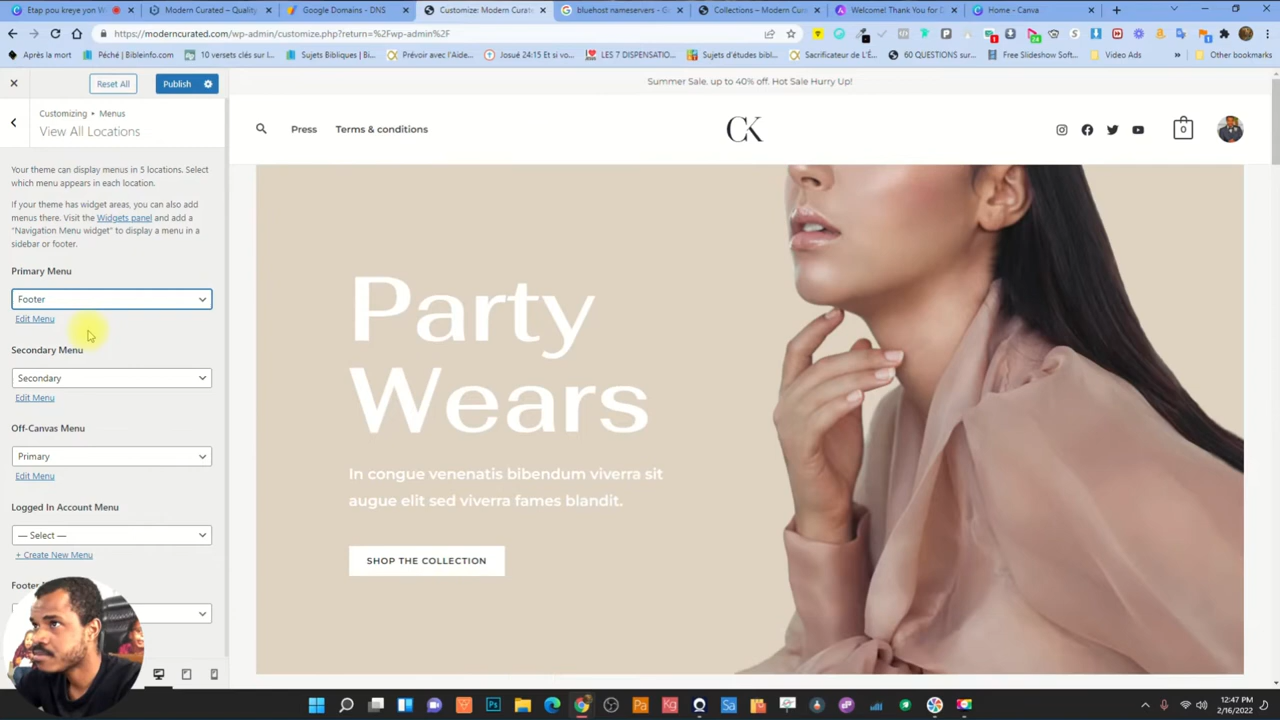 Etap pou kreye yon W
Modern Curated – Quality
Google Domains - DNS
Customize: Modern Curate
bluehost nameservers - G
Collections – Modern Cur
Welcome! Thank You for D
Home - Canva
https://moderncurated.com/wp-admin/customize.php?return=%2Fwp-admin%2F
Après la mort
Péché | Bibleinfo.com
10 versets clés sur l
Sujets Bibliques | Bi
Prévoir avec l'Aide...
Josué 24:15 Et si vou
LES 7 DISPENSATIO
Sujets d'études bibl
Sacrificateur de L'É
60 QUESTIONS sur
Free Slideshow Soft
Video Ads
»
Other bookmarks
Reset All
Publish
Customizing • Menus
View All Locations
Your theme can display menus in 5 locations. Select
which menu appears in each location.
If your theme has widget areas, you can also add
menus there. Visit the Widgets panel and add a
"Navigation Menu widget" to display a menu in a
sidebar or footer.
Primary Menu
Footer
Edit Menu
Secondary Menu
Secondary
Edit Menu
Off-Canvas Menu
Primary
Edit Menu
Logged In Account Menu
— Select —
+ Create New Menu
Footer
Summer Sale. up to 40% off. Hot Sale Hurry Up!
Press
Terms & conditions
CK
0
Party
Wears
In congue venenatis bibendum viverra sit
augue elit sed viverra fames blandit.
SHOP THE COLLECTION
12:47 PM
2/16/2022